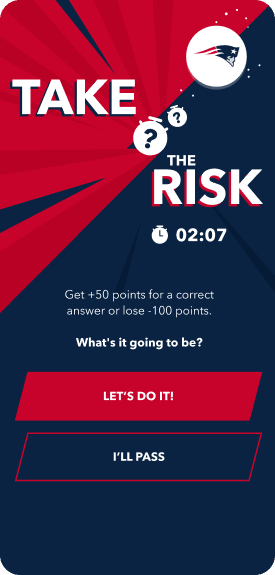 TAKE
?
?
THE
RISK
02:07
Get +50 points for a correct
answer or lose -100 points.
What's it going to be?
LET'S DO IT!
I'LL PASS